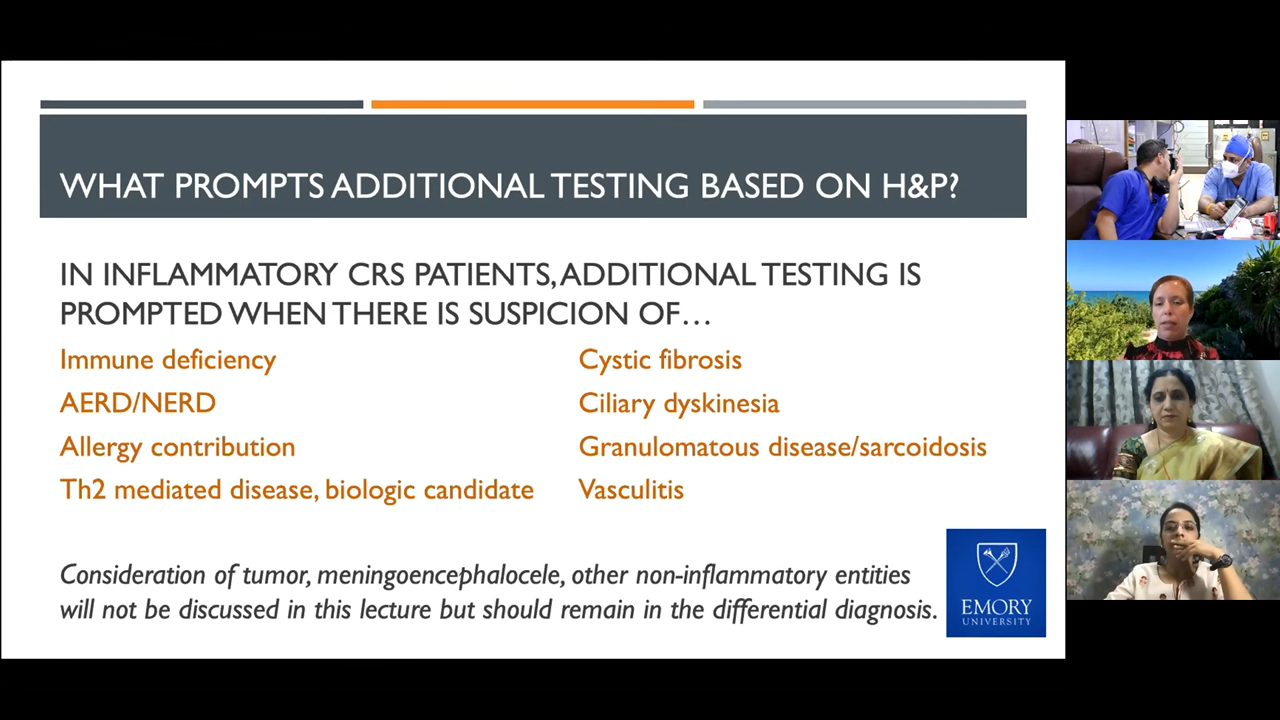 WHAT PROMPTS ADDITIONAL TESTING BASED ON H&P?
IN INFLAMMATORY CRS PATIENTS, ADDITIONAL TESTING IS
PROMPTED WHEN THERE IS SUSPICION OF…
Immune deficiency
AERD/NERD
Allergy contribution
Th2 mediated disease, biologic candidate
Cystic fibrosis
Ciliary dyskinesia
Granulomatous disease/sarcoidosis
Vasculitis
Consideration of tumor, meningoencephalocele, other non-inflammatory entities
will not be discussed in this lecture but should remain in the differential diagnosis.
EMORY
UNIVERSITY